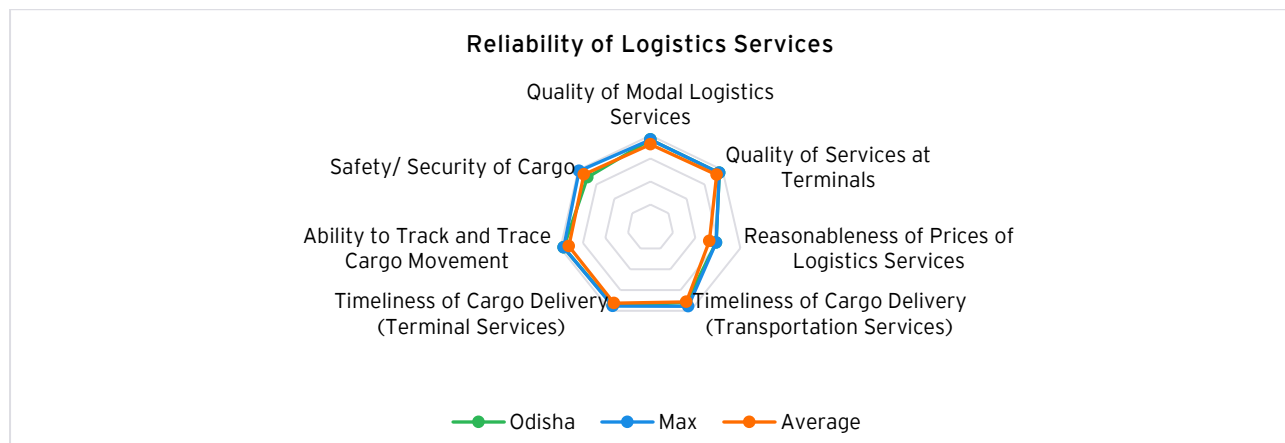 Reliability of Logistics Services
Quality of Modal Logistics
Services
Quality of Services at
Terminals
Reasonableness of Prices of
Logistics Services
Timeliness of Cargo Delivery
(Transportation Services)
Timeliness of Cargo Delivery
(Terminal Services)
Ability to Track and Trace
Cargo Movement
Safety/ Security of Cargo
Odisha
Max
Average